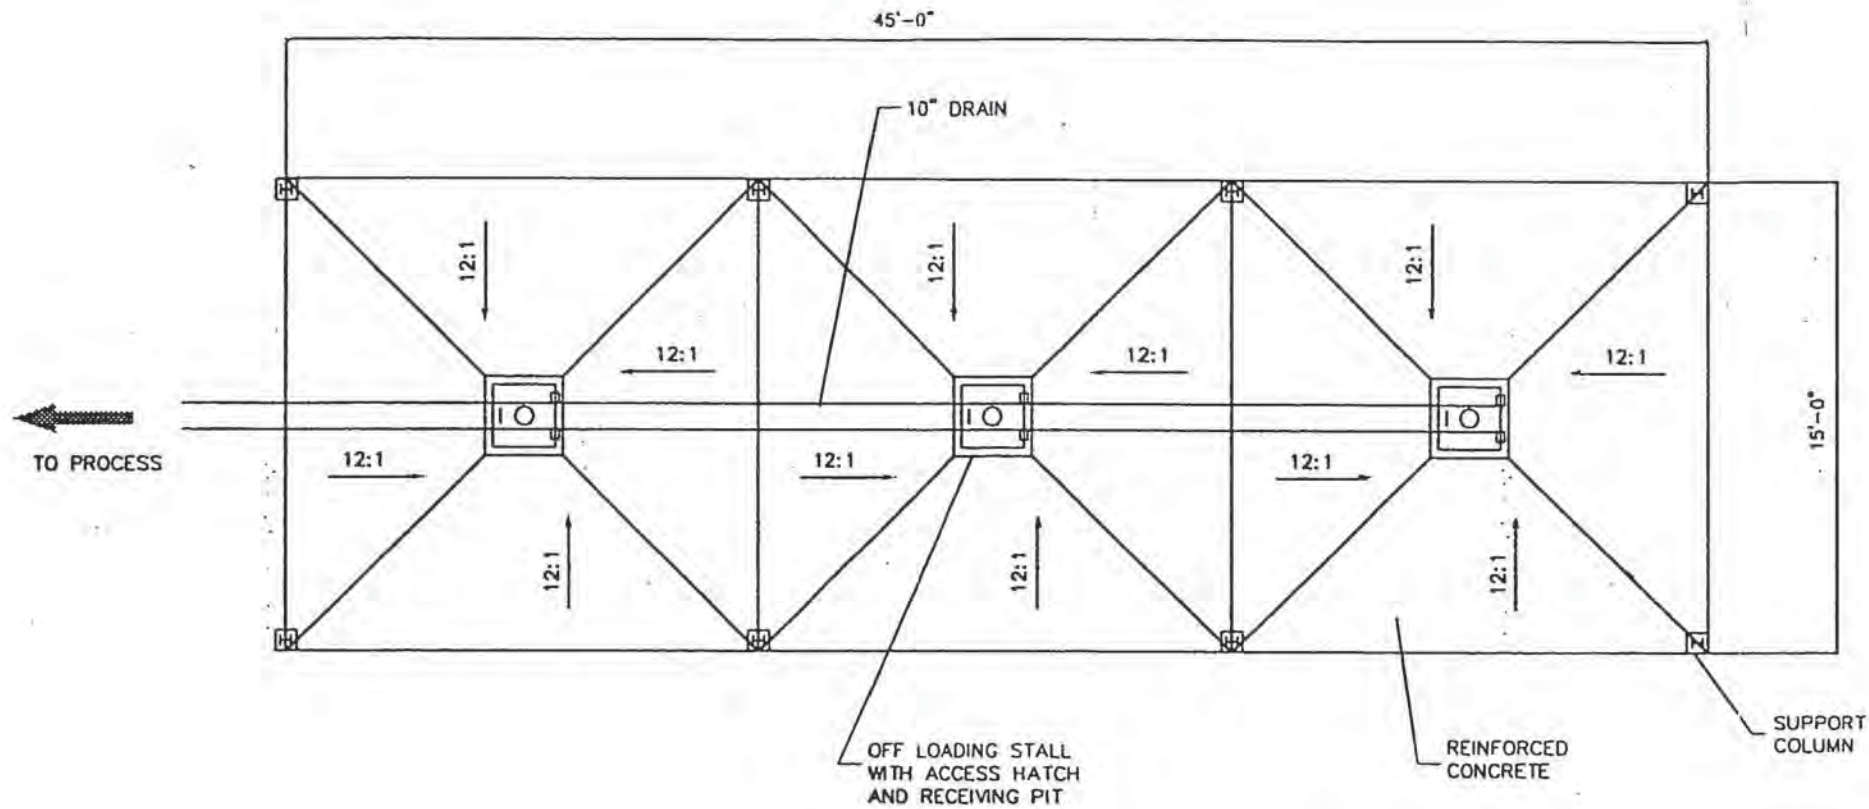 45'-0"
10" DRAIN
12:1
12:1
12:1
12:1
12:1
12:1
15'-0"
TO PROCESS
12:1
12:1
12:1
12:1
12:1
12:1
OFF LOADING STALL
WITH ACCESS HATCH
AND RECEIVING PIT
REINFORCED
CONCRETE
SUPPORT
COLUMN